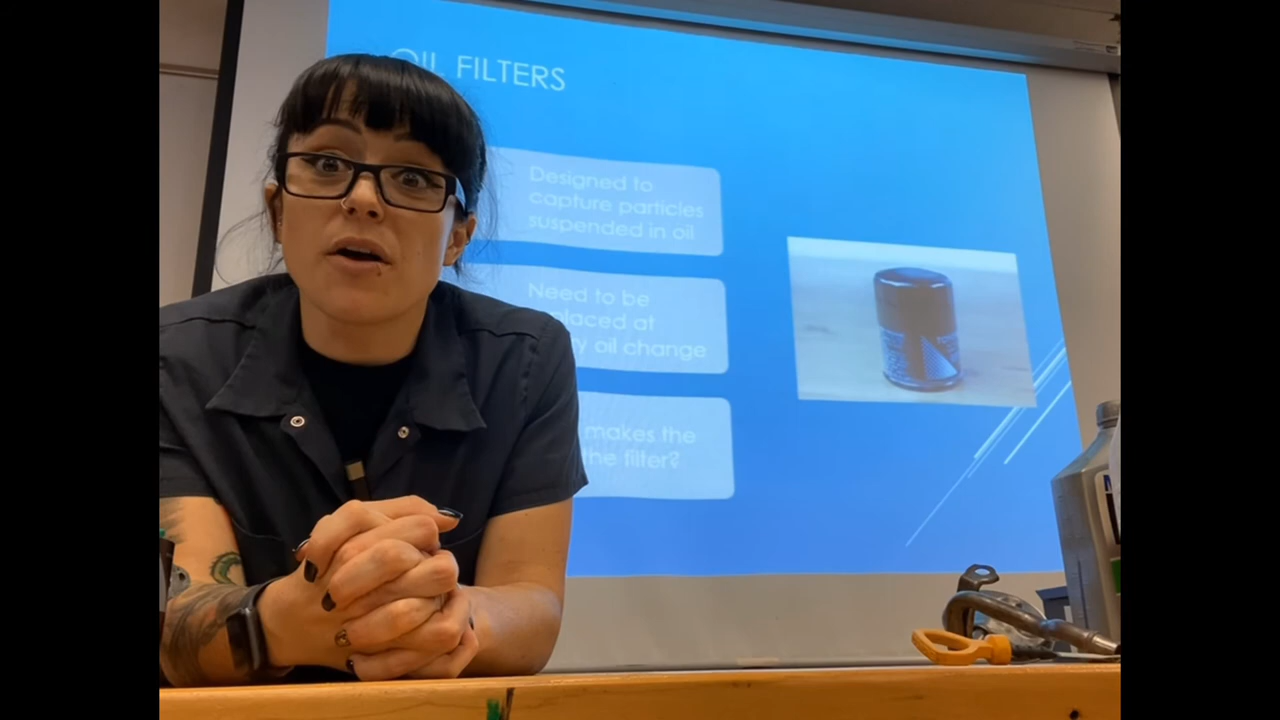 OIL FILTERS
Designed to
capture particles
suspended in oil
Need to be
placed at
oil change
makes the
the filter?